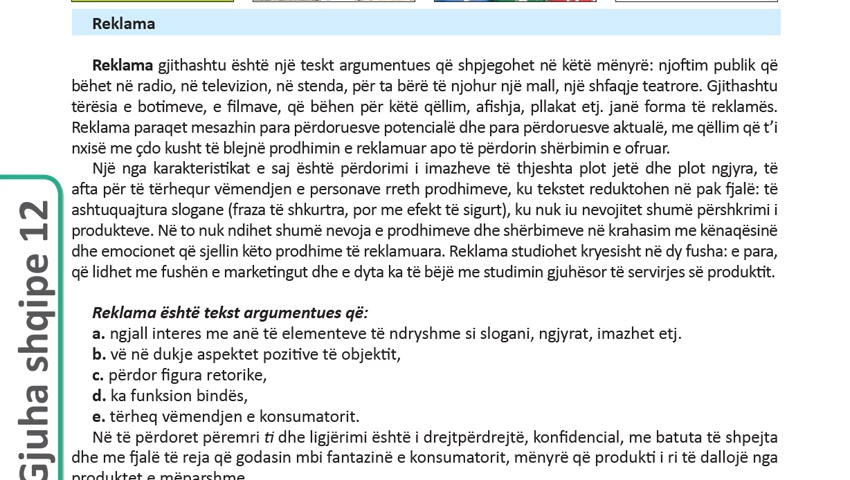 Reklama
Reklama gjithashtu është një teskt argumentues që shpjegohet në këtë mënyrë: njoftim publik që
bëhet në radio, në televizion, në stenda, për ta bërë të njohur një mall, një shfaqje teatrore. Gjithashtu
tërësia e botimeve, e filmave, që bëhen për këtë qëllim, afishja, pllakat etj. janë forma të reklamës.
Reklama paraqet mesazhin para përdoruesve potencialë dhe para përdoruesve aktualë, me qëllim që t’i
nxisë me çdo kusht të blejnë prodhimin e reklamuar apo të përdorin shërbimin e ofruar.
Një nga karakteristikat e saj është përdorimi i imazheve të thjeshta plot jetë dhe plot ngjyra, të
afta për të tërhequr vëmendjen e personave rreth prodhimeve, ku tekstet reduktohen në pak fjalë: të
ashtuquajtura slogane (fraza të shkurtra, por me efekt të sigurt), ku nuk iu nevojitet shumë përshkrimi i
produkteve. Në to nuk ndihet shumë nevoja e prodhimeve dhe shërbimeve në krahasim me kënaqësinë
dhe emocionet që sjellin këto prodhime të reklamuara. Reklama studiohet kryesisht në dy fusha: e para,
që lidhet me fushën e marketingut dhe e dyta ka të bëjë me studimin gjuhësor të servirjes së produktit.
Reklama është tekst argumentues që:
a. ngjall interes me anë të elementeve të ndryshme si slogani, ngjyrat, imazhet etj.
b. vë në dukje aspektet pozitive të objektit,
c. përdor figura retorike,
d. ka funksion bindës,
e. tërheq vëmendjen e konsumatorit.
Në të përdoret përemri ti dhe ligjërimi është i drejtpërdrejtë, konfidencial, me batuta të shpejta
dhe me fjalë të reja që godasin mbi fantazinë e konsumatorit, mënyrë që produkti i ri të dallojë nga
produktet e mëparshme.
Gjuha shqipe 12